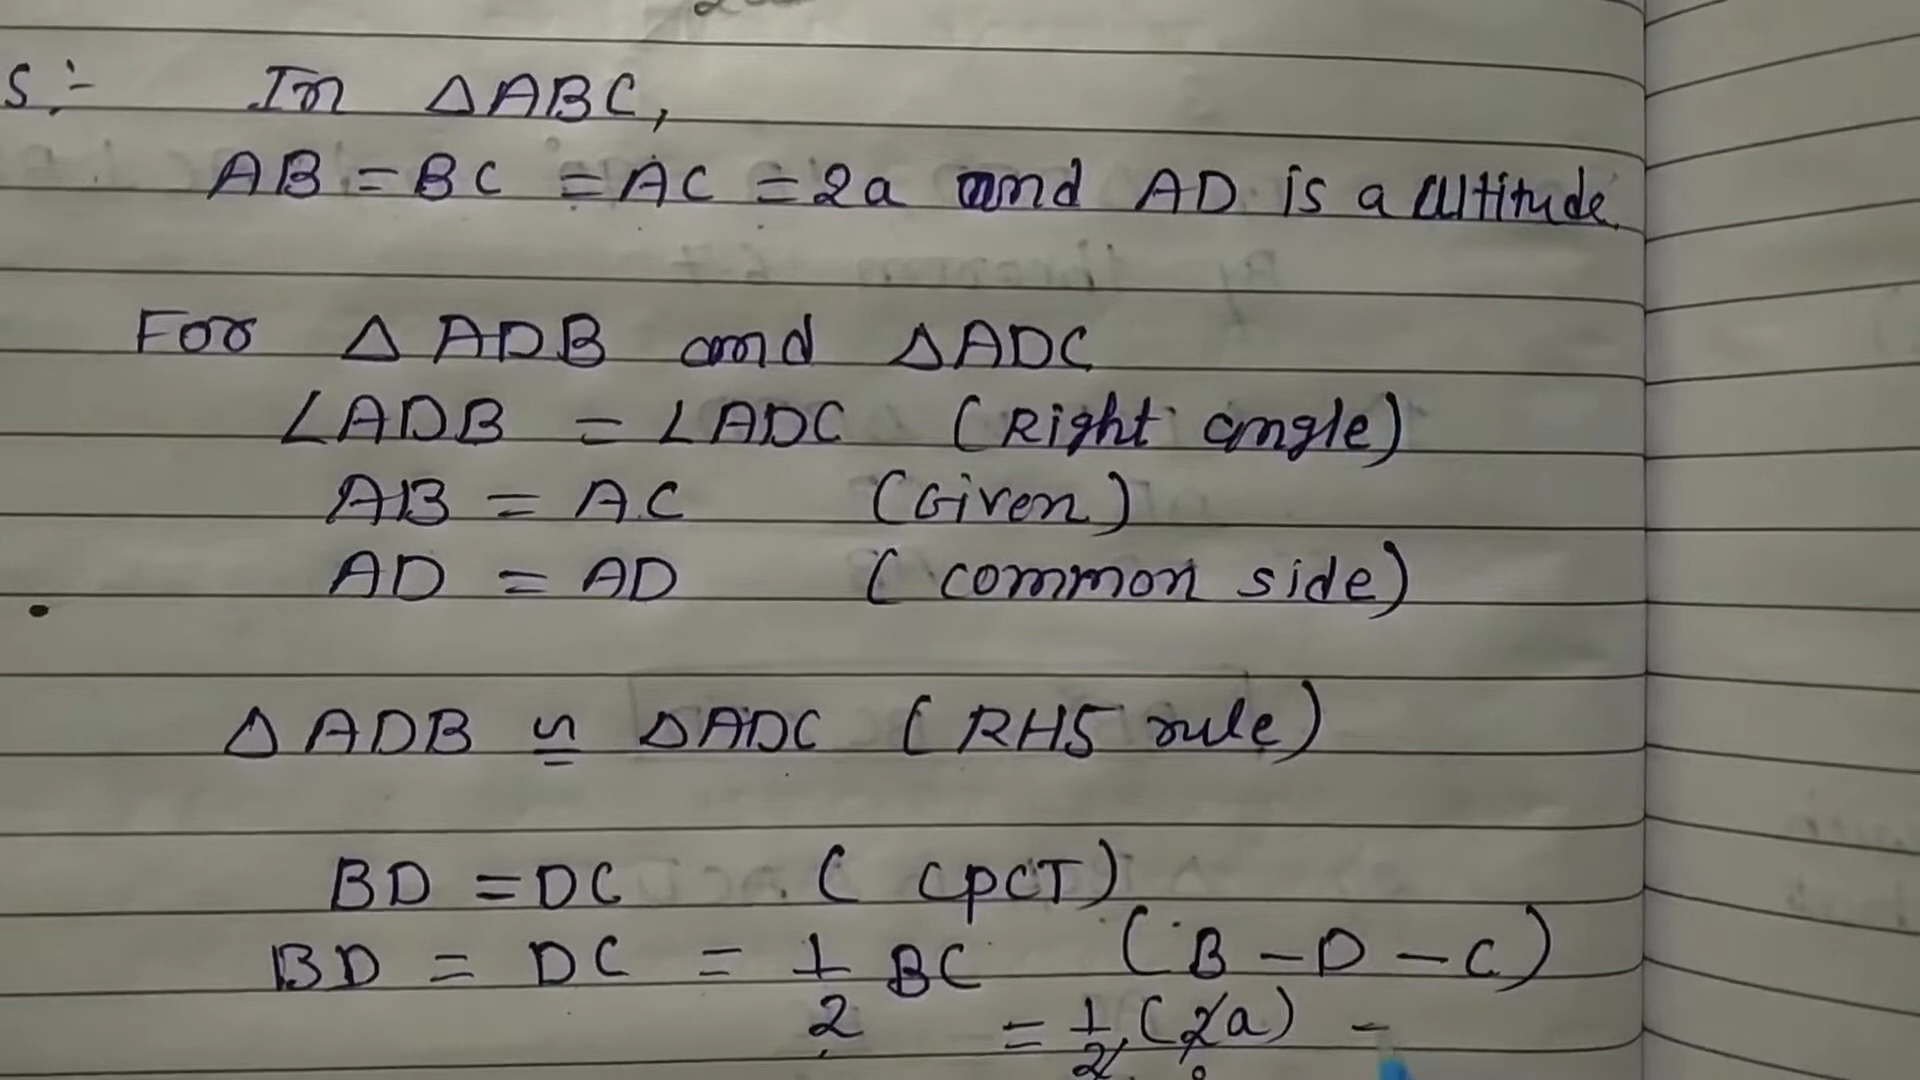 S:- In △ABC,
AB = BC = AC = 2a and AD is a altitude
For △ADB and △ADC
∠ADB = ∠ADC (Right angle)
AB = AC (Given)
AD = AD (common side)
△ADB ≅ △ADC (RHS rule)
BD = DC (CPCT)
BD = DC = 1/2 BC (B-D-C)
= 1/2 (2a) -